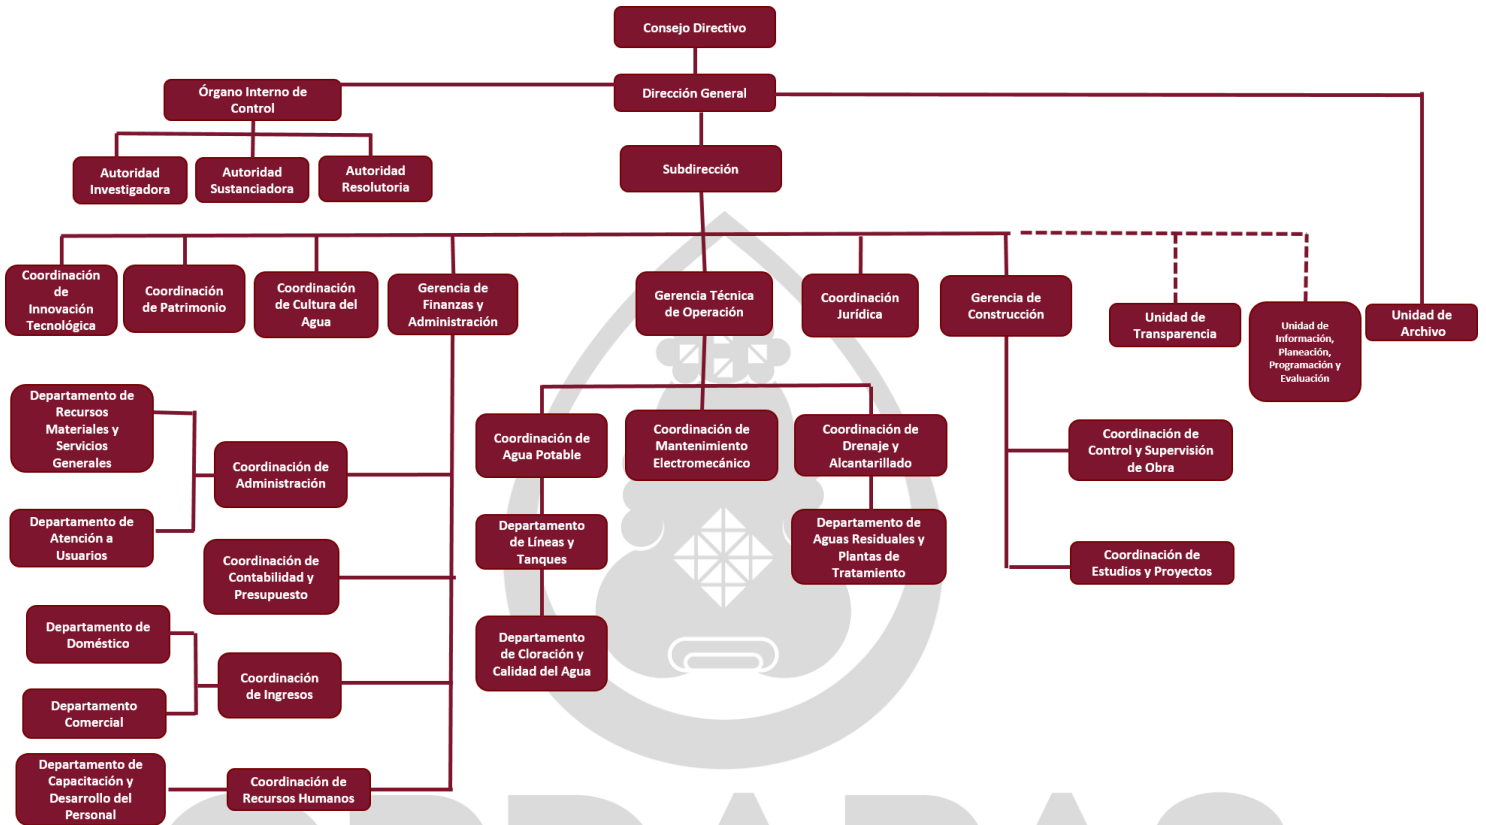 Consejo Directivo
Dirección General
Órgano Interno de
Control
Autoridad
Investigadora
Autoridad
Sustanciadora
Autoridad
Resolutoria
Subdirección
Coordinación
de
Innovación
Tecnológica
Coordinación
de Patrimonio
Coordinación
de Cultura del
Agua
Gerencia de
Finanzas y
Administración
Gerencia Técnica
de Operación
Coordinación
Jurídica
Gerencia de
Construcción
Unidad de
Transparencia
Unidad de
Información,
Planeación,
Programación y
Evaluación
Unidad de
Archivo
Departamento de
Recursos
Materiales y
Servicios
Generales
Coordinación de
Administración
Departamento de
Atención a
Usuarios
Coordinación de
Contabilidad y
Presupuesto
Departamento de
Doméstico
Coordinación
de Ingresos
Departamento
Comercial
Departamento de
Capacitación y
Desarrollo del
Personal
Coordinación de
Recursos Humanos
Coordinación de
Agua Potable
Departamento
de Líneas y
Tanques
Departamento
de Cloración y
Calidad del Agua
Coordinación de
Mantenimiento
Electromecánico
Coordinación de
Drenaje y
Alcantarillado
Departamento de
Aguas Residuales y
Plantas de
Tratamiento
Coordinación de
Control y Supervisión
de Obra
Coordinación de
Estudios y Proyectos